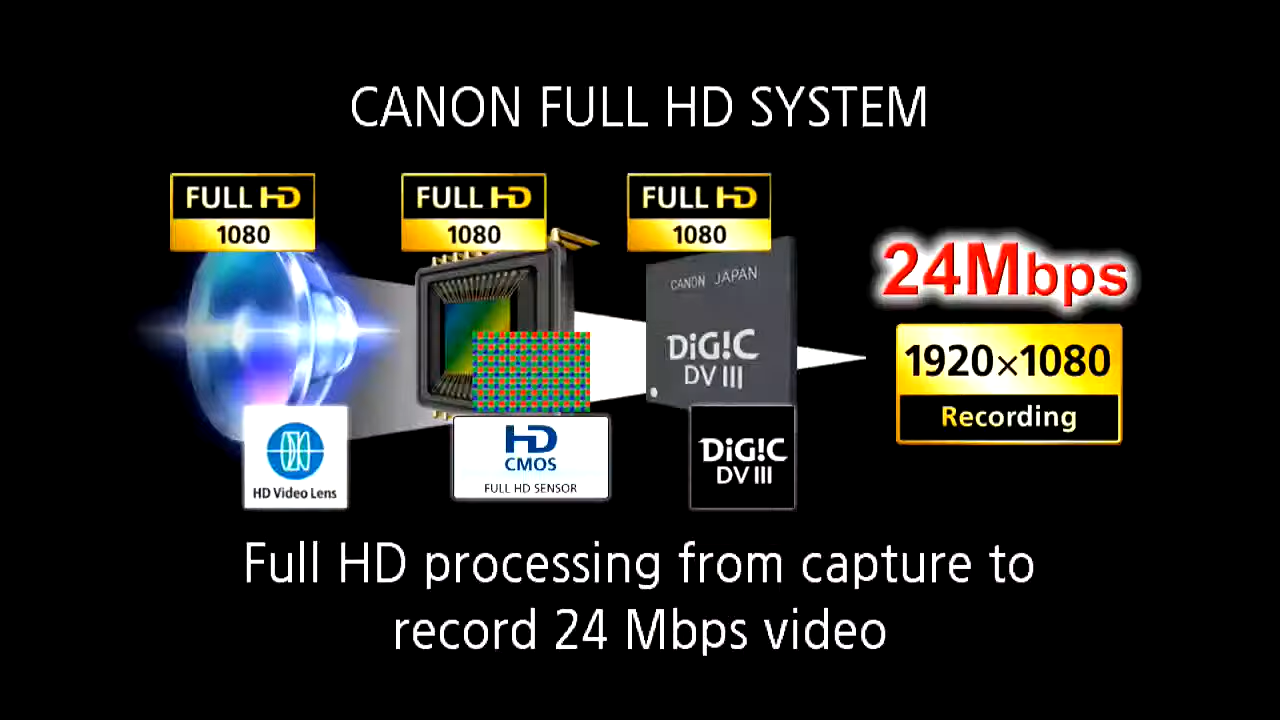 CANON FULL HD SYSTEM
FULL HD
1080
FULL HD
1080
FULL HD
1080
CANON JAPAN
DiG!C
DV III
24Mbps
1920×1080
Recording
HD Video Lens
HD
CMOS
FULL HD SENSOR
DiG!C
DV III
Full HD processing from capture to
record 24 Mbps video